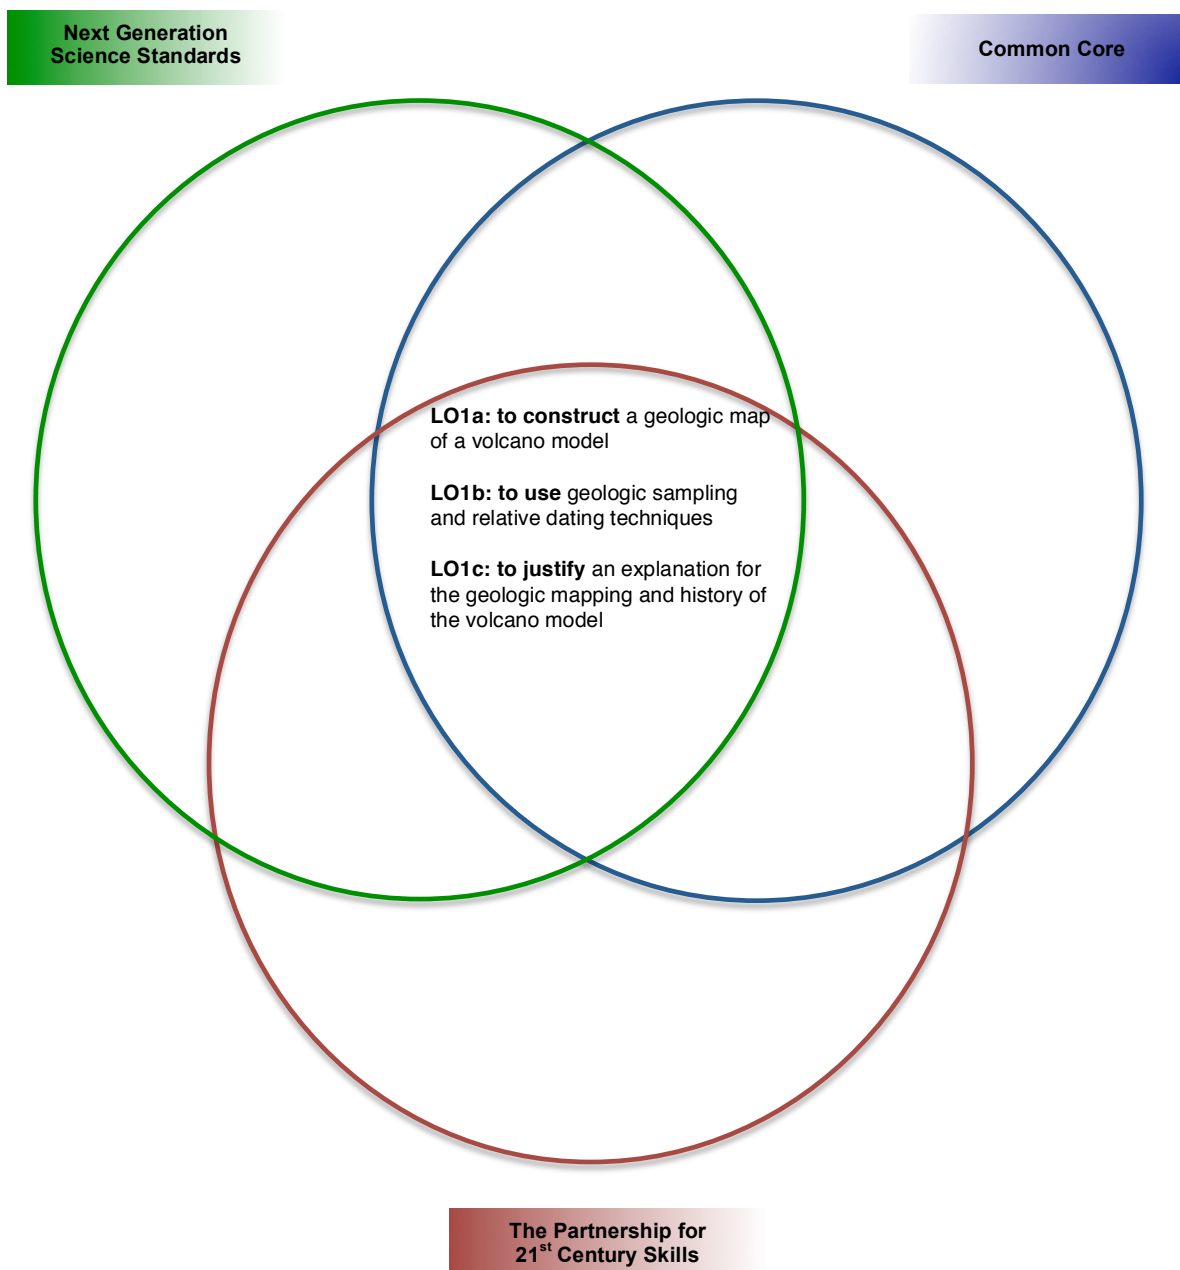 Next Generation
Science Standards
Common Core
LO1a: to construct a geologic map
of a volcano model
LO1b: to use geologic sampling
and relative dating techniques
LO1c: to justify an explanation for
the geologic mapping and history of
the volcano model
The Partnership for
21st Century Skills